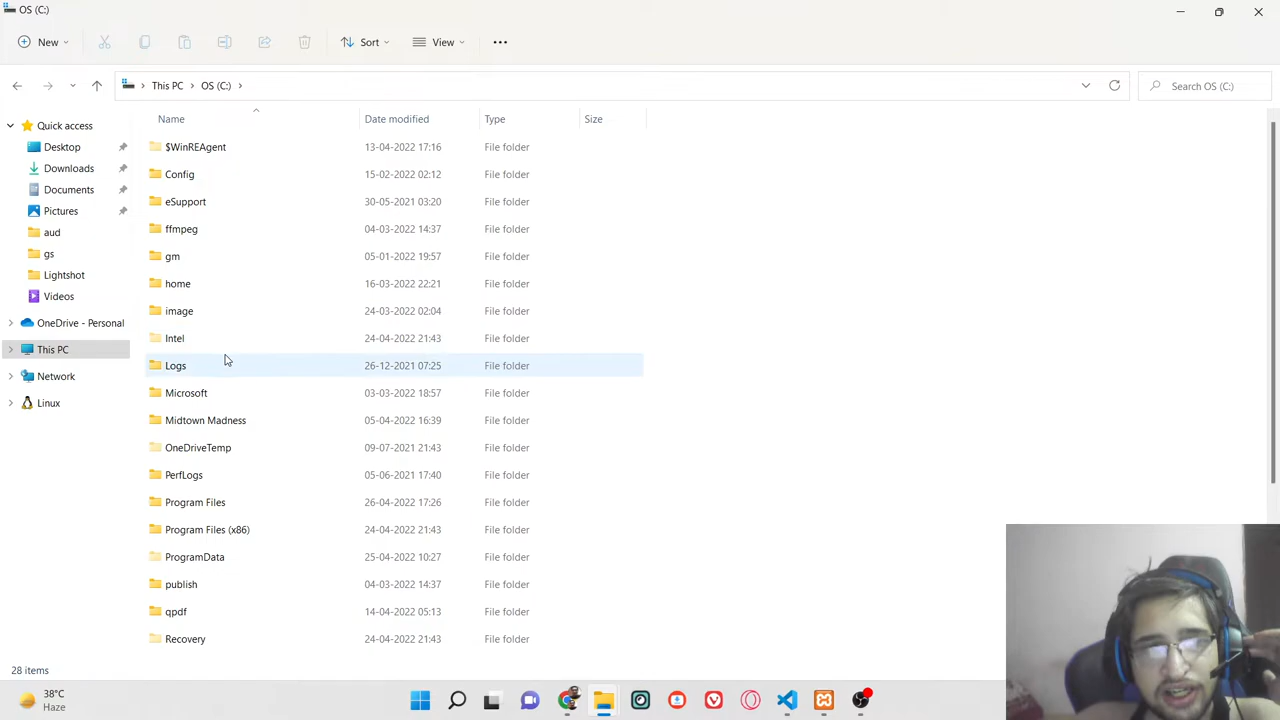 OS (C:)
New
Sort
View
This PC
OS (C:)
Search OS (C:)
Quick access
Desktop
Downloads
Documents
Pictures
aud
gs
Lightshot
Videos
OneDrive - Personal
This PC
Network
Linux
Name Date modified Type Size
$WinREAgent 13-04-2022 17:16 File folder
Config 15-02-2022 02:12 File folder
eSupport 30-05-2021 03:20 File folder
ffmpeg 04-03-2022 14:37 File folder
gm 05-01-2022 19:57 File folder
home 16-03-2022 22:21 File folder
image 24-03-2022 02:04 File folder
Intel 24-04-2022 21:43 File folder
Logs 26-12-2021 07:25 File folder
Microsoft 03-03-2022 18:57 File folder
Midtown Madness 05-04-2022 16:39 File folder
OneDriveTemp 09-07-2021 21:43 File folder
PerfLogs 05-06-2021 17:40 File folder
Program Files 26-04-2022 17:26 File folder
Program Files (x86) 24-04-2022 21:43 File folder
ProgramData 25-04-2022 10:27 File folder
publish 04-03-2022 14:37 File folder
qpdf 14-04-2022 05:13 File folder
Recovery 24-04-2022 21:43 File folder
28 items
38°C
Haze